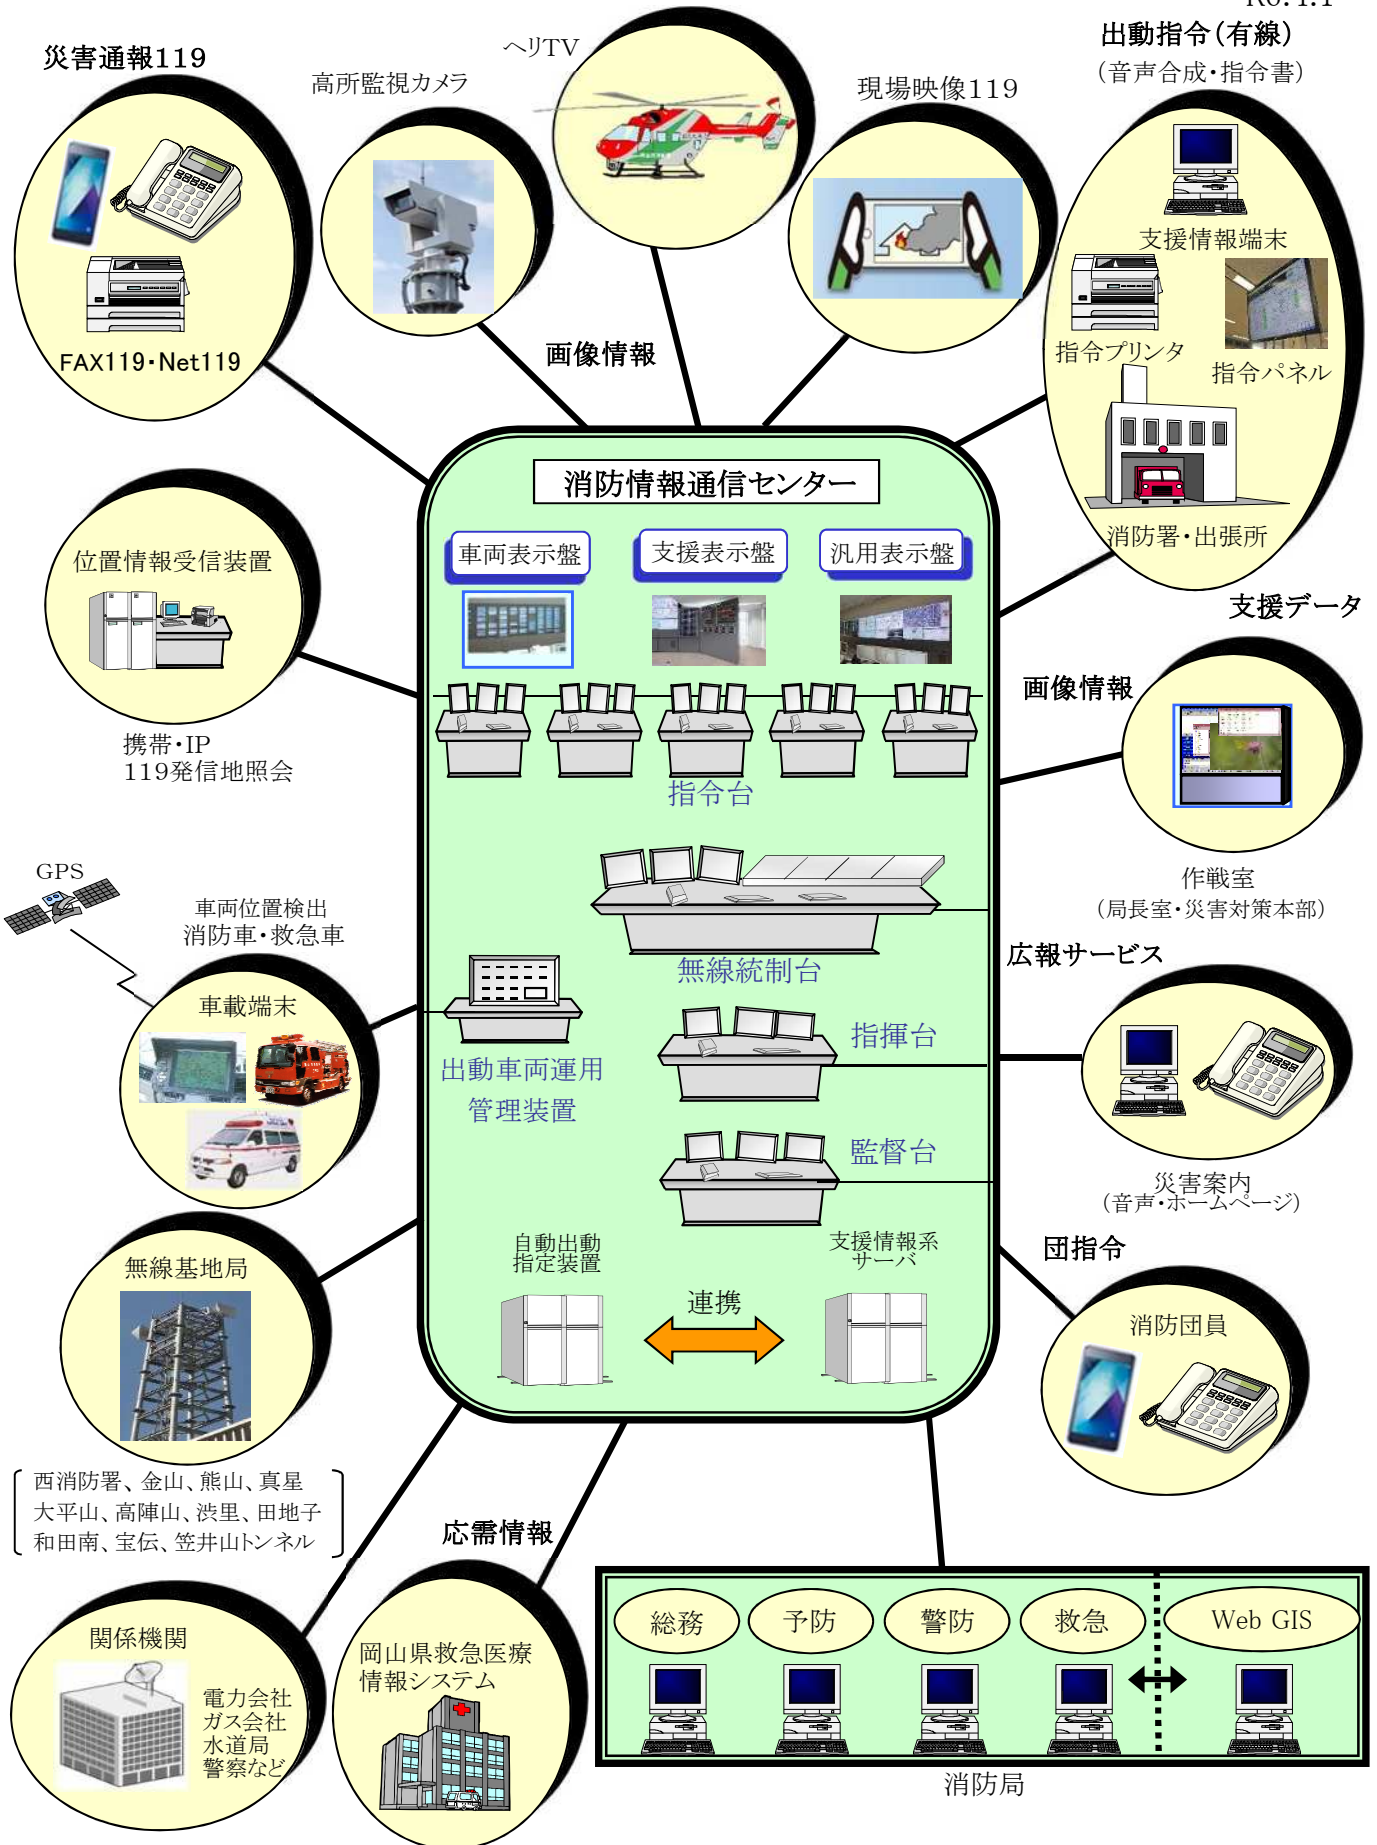 R6.4.1
災害通報119
FAX119・Net119
高所監視カメラ
ヘリTV
現場映像119
画像情報
出動指令(有線)
(音声合成・指令書)
支援情報端末
指令プリンタ
指令パネル
消防署・出張所
消防情報通信センター
車両表示盤
支援表示盤
汎用表示盤
指令台
無線統制台
出動車両運用
管理装置
指揮台
監督台
自動出動
指定装置
支援情報系
サーバ
連携
位置情報受信装置
携帯・IP
119発信地照会
支援データ
画像情報
作戦室
(局長室・災害対策本部)
GPS
車両位置検出
消防車・救急車
車載端末
広報サービス
災害案内
(音声・ホームページ)
無線基地局
西消防署、金山、熊山、真星
大平山、高陣山、渋里、田地子
和田南、宝伝、笠井山トンネル
団指令
消防団員
関係機関
電力会社
ガス会社
水道局
警察など
応需情報
岡山県救急医療
情報システム
総務
予防
警防
救急
Web GIS
消防局